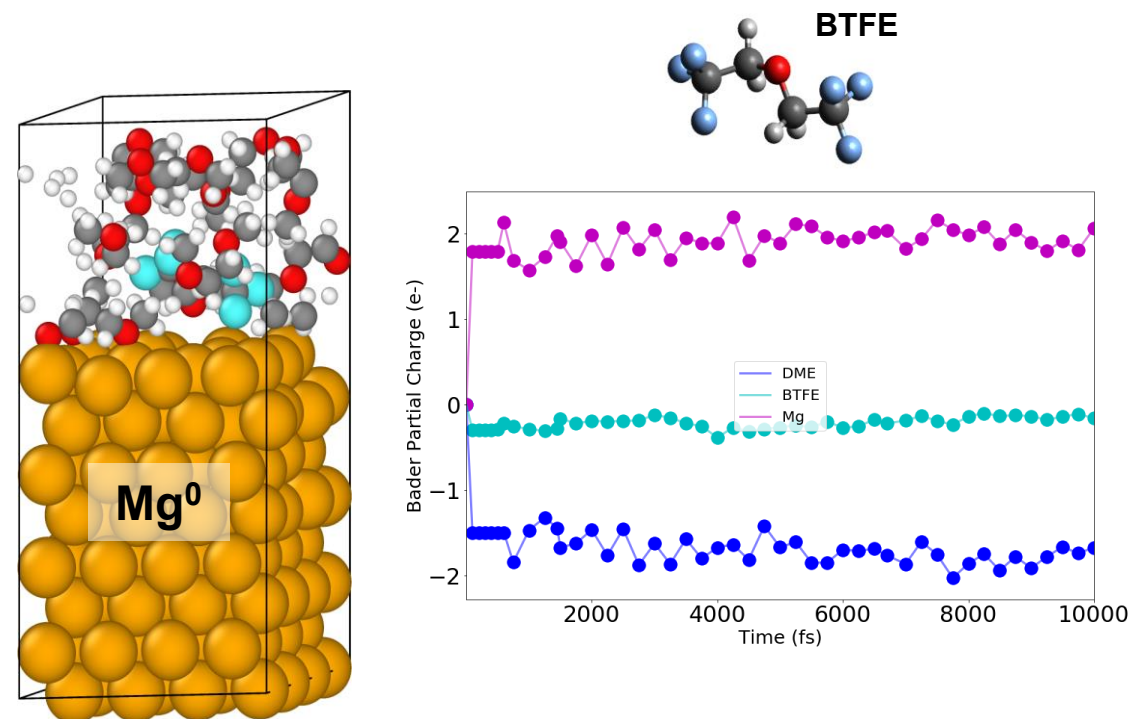 BTFE
Mg⁰
Bader Partial Charge (e-)
2
1
0
−1
−2
DME
BTFE
Mg
2000 4000 6000 8000 10000
Time (fs)